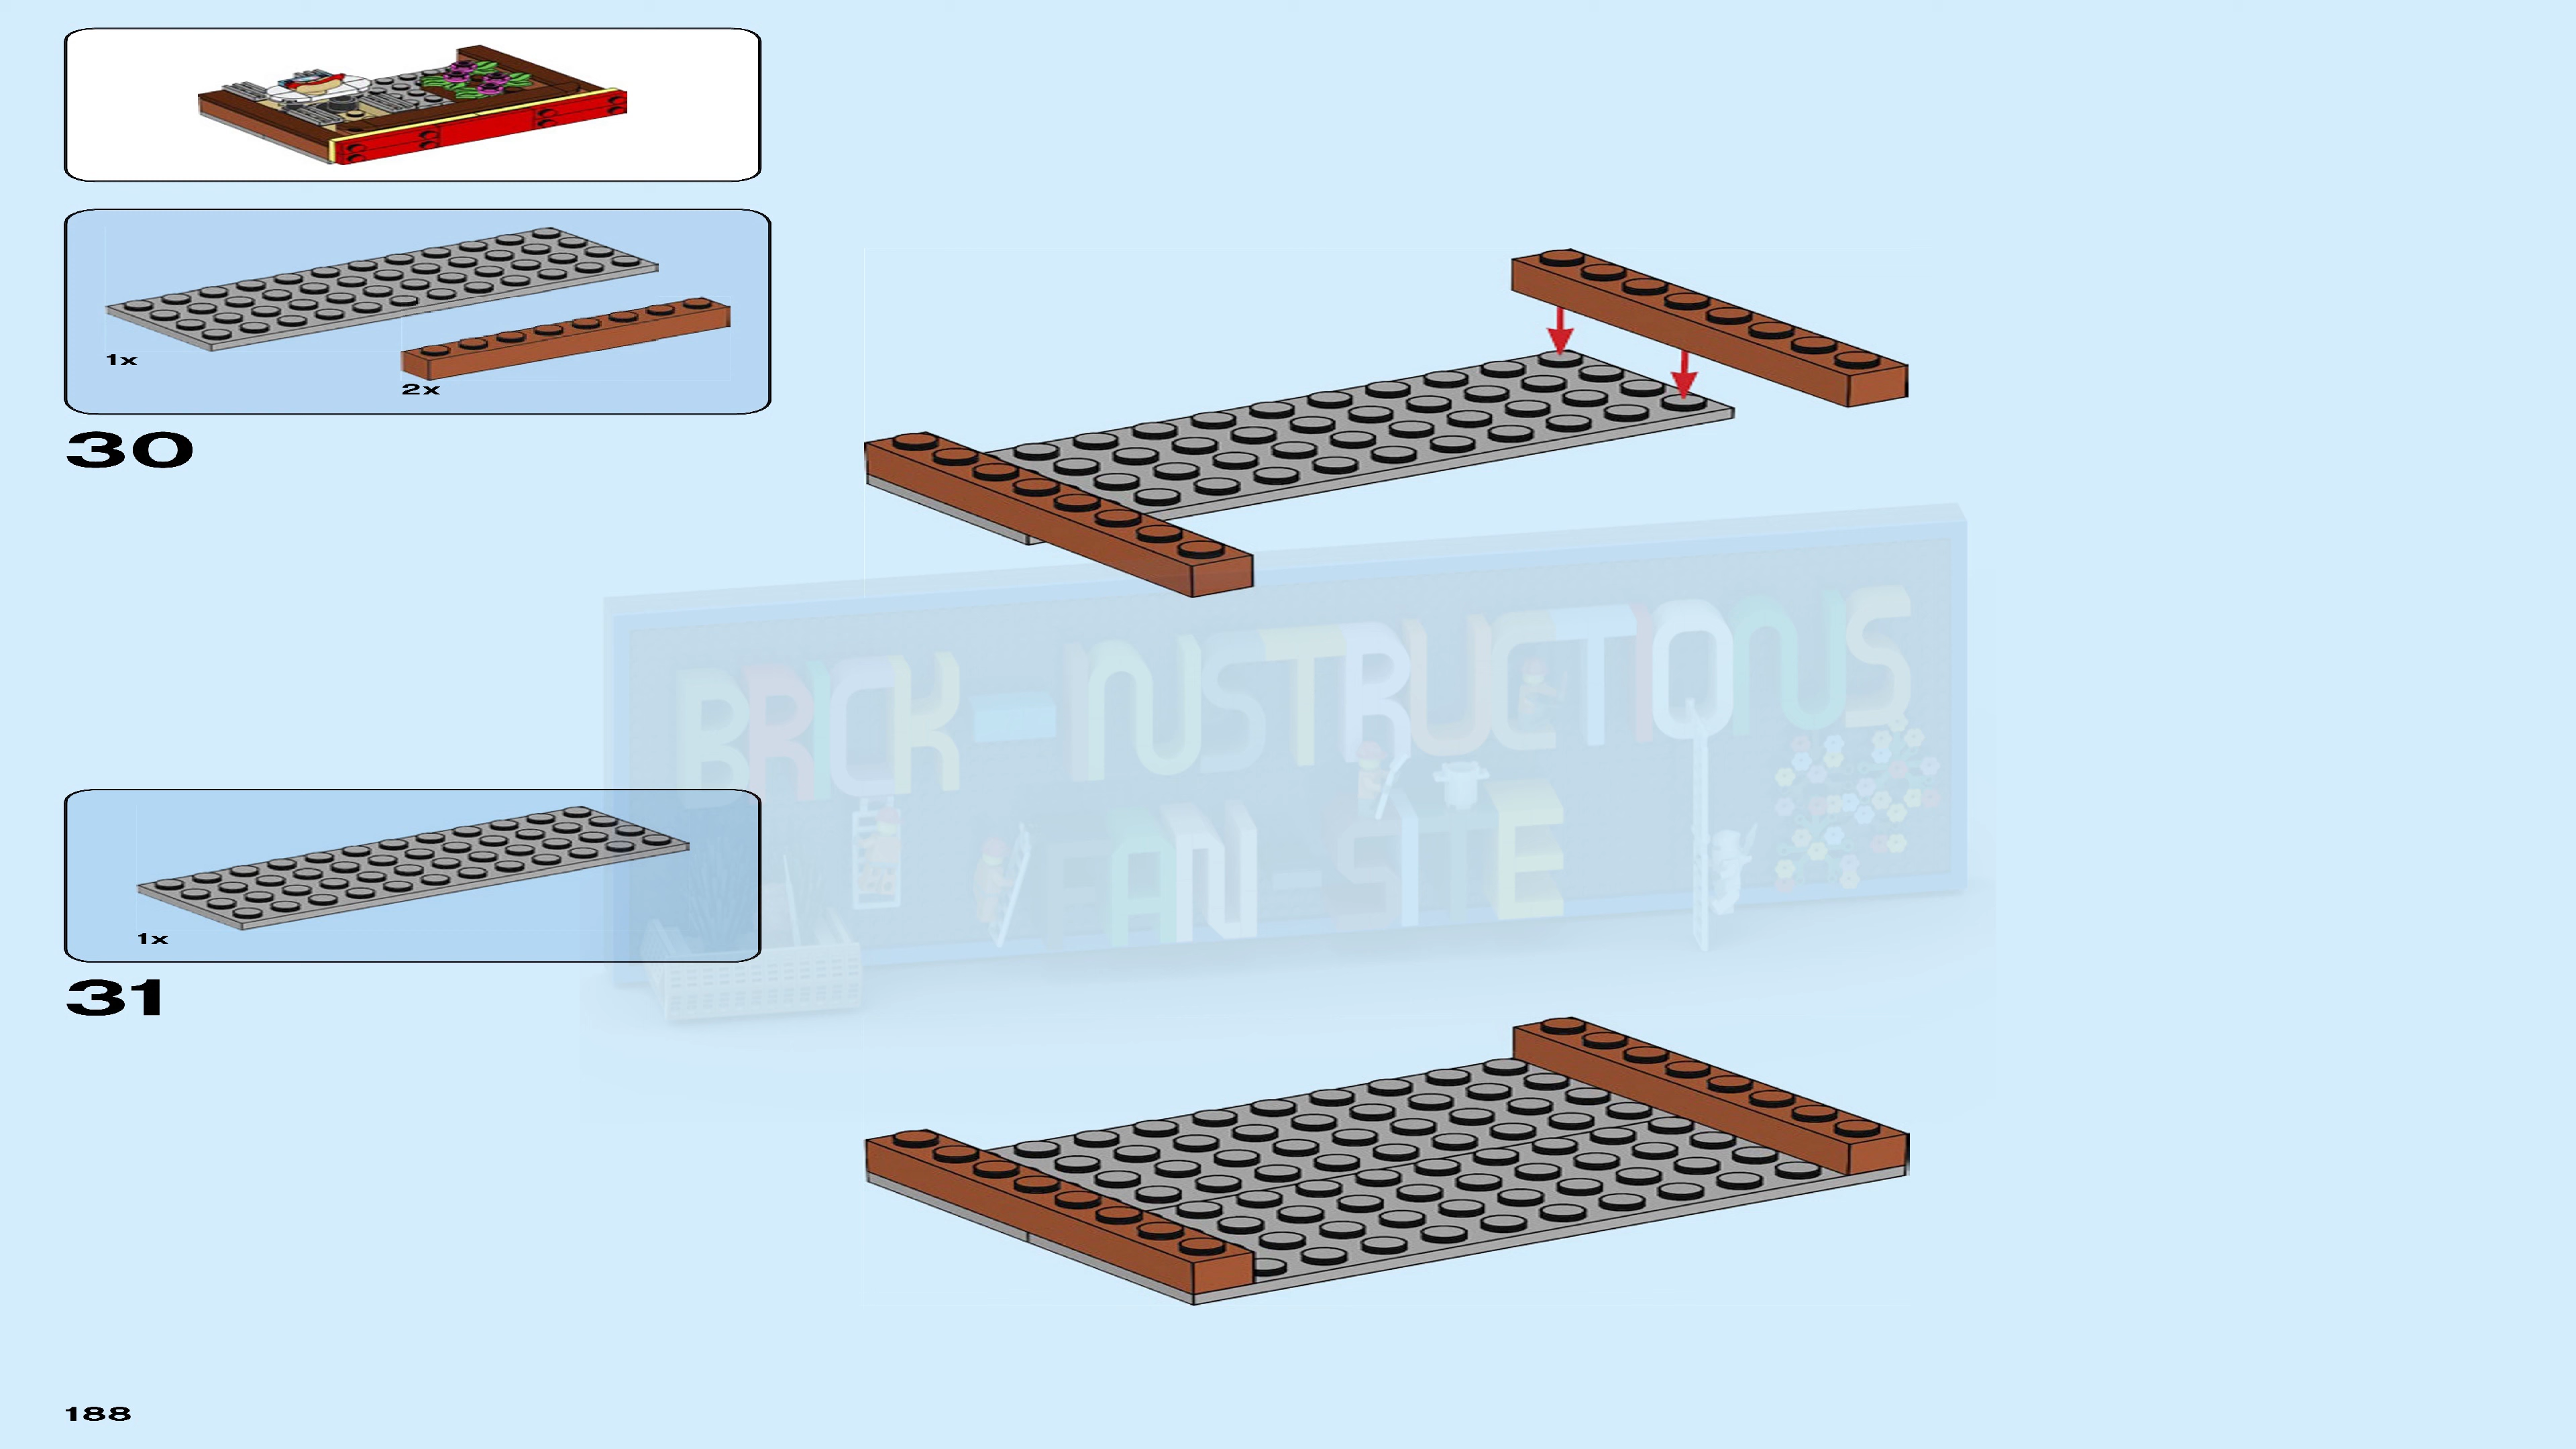 1x
2x
30
BRICK-INSTRUCTIONS
FAN-SITE
1x
31
188